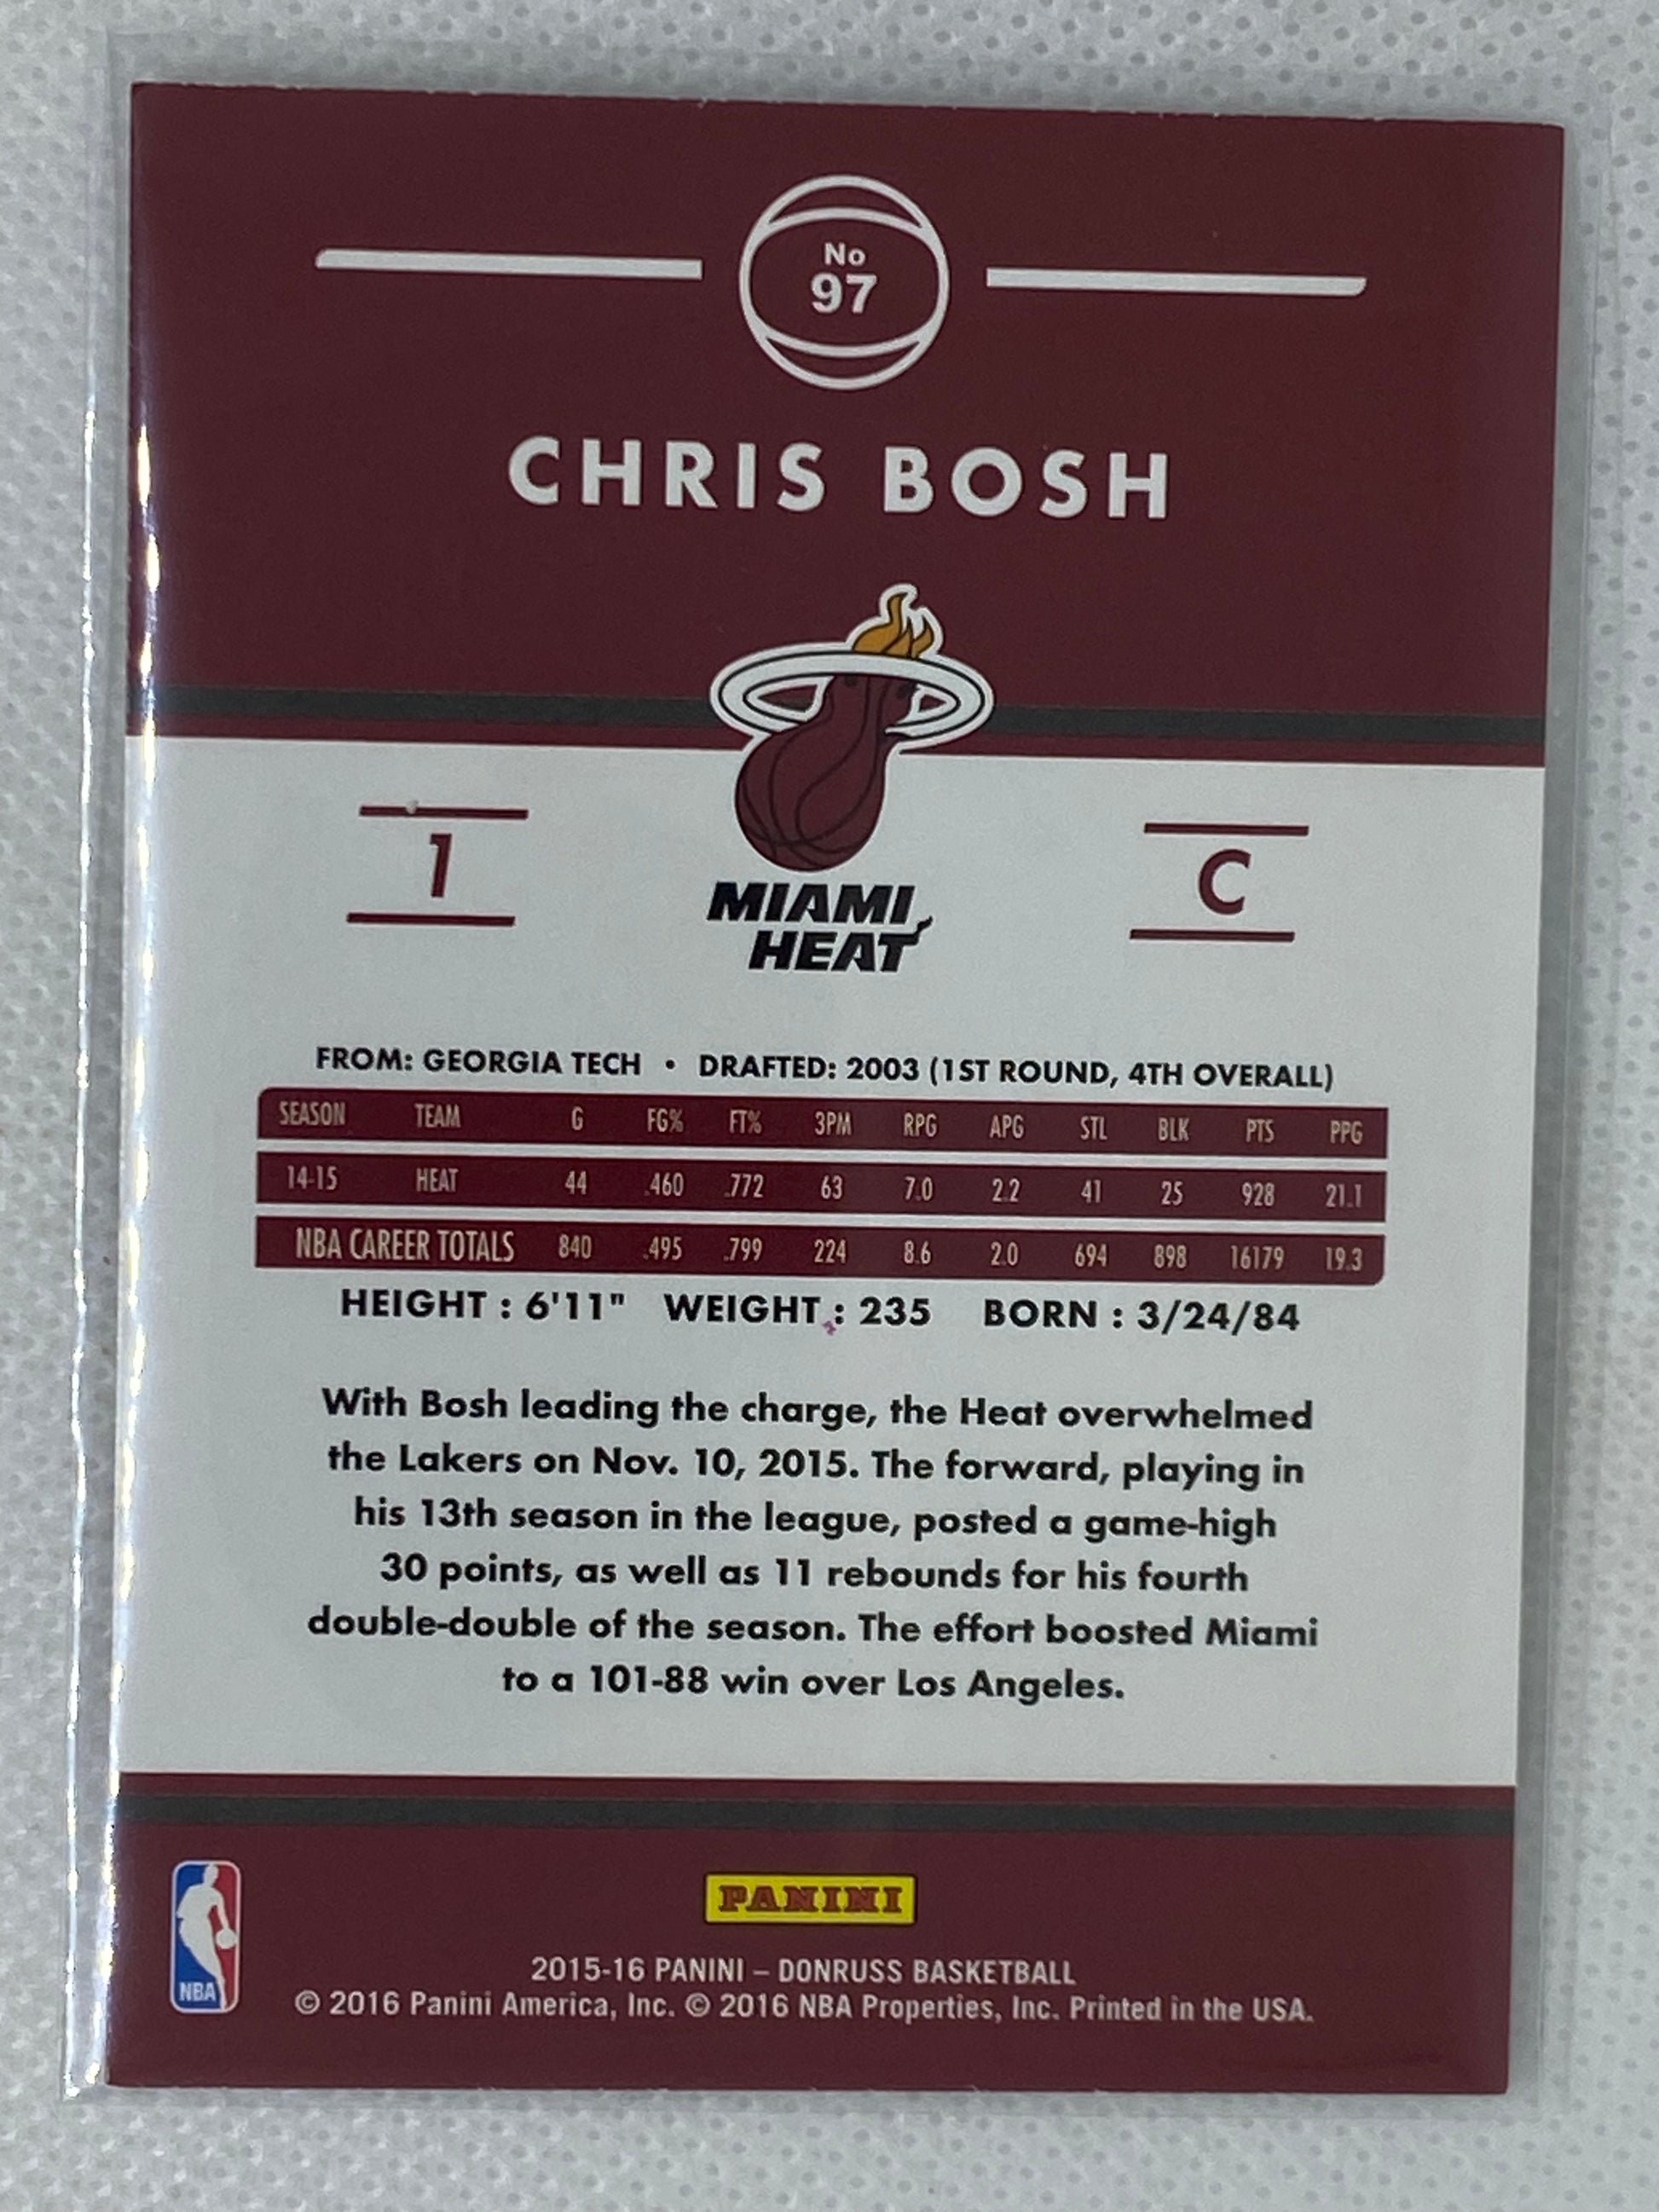 No
97
CHRIS BOSH
1
C
MIAMI
HEAT
FROM: GEORGIA TECH • DRAFTED: 2003 (1ST ROUND, 4TH OVERALL)
SEASON TEAM G FG% FT% 3PM RPG APG STL BLK PTS PPG
14-15 HEAT 44 .460 .772 63 7.0 2.2 41 25 928 21.1
NBA CAREER TOTALS 840 .495 .799 224 8.6 2.0 694 898 16179 19.3
HEIGHT : 6'11" WEIGHT : 235 BORN : 3/24/84
With Bosh leading the charge, the Heat overwhelmed
the Lakers on Nov. 10, 2015. The forward, playing in
his 13th season in the league, posted a game-high
30 points, as well as 11 rebounds for his fourth
double-double of the season. The effort boosted Miami
to a 101-88 win over Los Angeles.
PANINI
NBA
2015-16 PANINI – DONRUSS BASKETBALL
© 2016 Panini America, Inc. © 2016 NBA Properties, Inc. Printed in the USA.